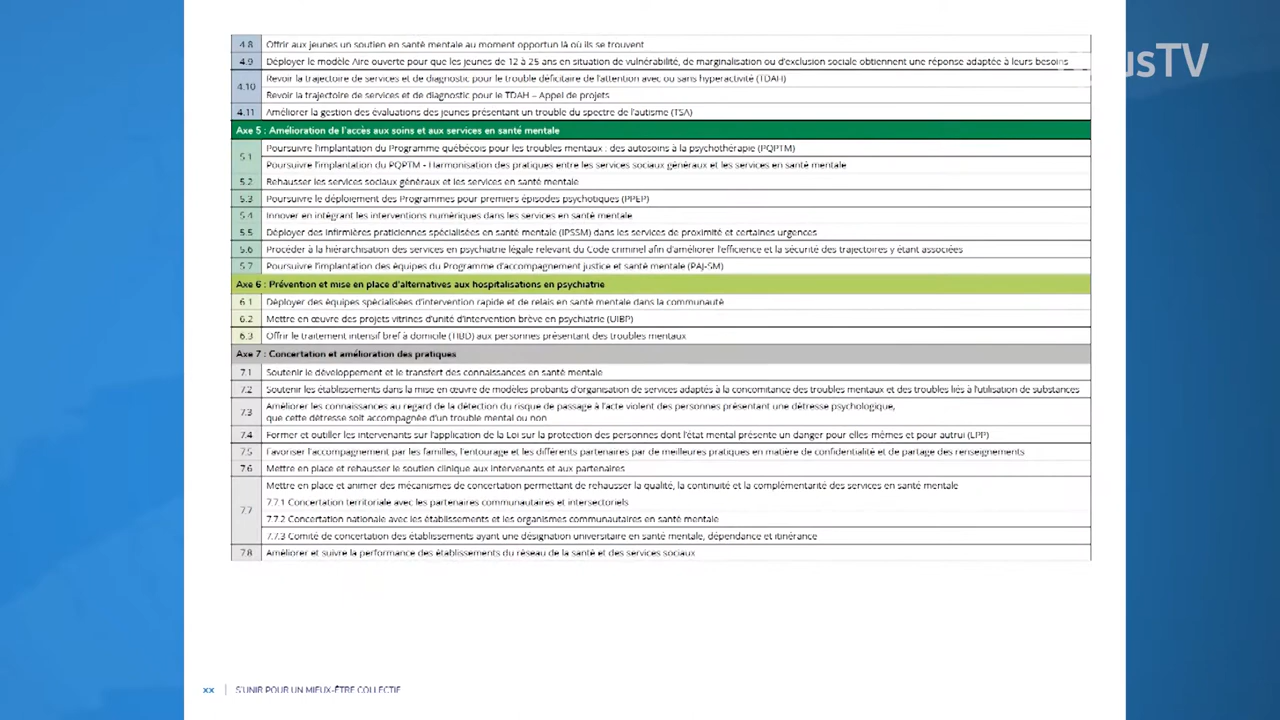 4.8 Offrir aux jeunes un soutien en santé mentale au moment opportun là où ils se trouvent
4.9 Déployer le modèle Aire ouverte pour que les jeunes de 12 à 25 ans en situation de vulnérabilité, de marginalisation ou d'exclusion sociale obtiennent une réponse adaptée à leurs besoins
usTV
4.10 Revoir la trajectoire de services et de diagnostic pour le trouble déficitaire de l'attention avec ou sans hyperactivité (TDAH)
Revoir la trajectoire de services et de diagnostic pour le TDAH – Appel de projets
4.11 Améliorer la gestion des évaluations des jeunes présentant un trouble du spectre de l'autisme (TSA)
Axe 5 : Amélioration de l'accès aux soins et aux services en santé mentale
5.1 Poursuivre l'implantation du Programme québécois pour les troubles mentaux : des autosoins à la psychothérapie (PQPTM)
Poursuivre l'implantation du PQPTM - Harmonisation des pratiques entre les services sociaux généraux et les services en santé mentale
5.2 Rehausser les services sociaux généraux et les services en santé mentale
5.3 Poursuivre le déploiement des Programmes pour premiers épisodes psychotiques (PPEP)
5.4 Innover en intégrant les interventions numériques dans les services en santé mentale
5.5 Déployer des infirmières praticiennes spécialisées en santé mentale (IPSSM) dans les services de proximité et certaines urgences
5.6 Procéder à la hiérarchisation des services en psychiatrie légale relevant du Code criminel afin d'améliorer l'efficience et la sécurité des trajectoires y étant associées
5.7 Poursuivre l'implantation des équipes du Programme d'accompagnement justice et santé mentale (PAJ-SM)
Axe 6 : Prévention et mise en place d'alternatives aux hospitalisations en psychiatrie
6.1 Déployer des équipes spécialisées d'intervention rapide et de relais en santé mentale dans la communauté
6.2 Mettre en œuvre des projets vitrines d'unité d'intervention brève en psychiatrie (UIBP)
6.3 Offrir le traitement intensif bref à domicile (TIBD) aux personnes présentant des troubles mentaux
Axe 7 : Concertation et amélioration des pratiques
7.1 Soutenir le développement et le transfert des connaissances en santé mentale
7.2 Soutenir les établissements dans la mise en œuvre de modèles probants d'organisation de services adaptés à la concomitance des troubles mentaux et des troubles liés à l'utilisation de substances
7.3 Améliorer les connaissances au regard de la détection du risque de passage à l'acte violent des personnes présentant une détresse psychologique,
que cette détresse soit accompagnée d'un trouble mental ou non
7.4 Former et outiller les intervenants sur l'application de la Loi sur la protection des personnes dont l'état mental présente un danger pour elles-mêmes et pour autrui (LPP)
7.5 Favoriser l'accompagnement par les familles, l'entourage et les différents partenaires par de meilleures pratiques en matière de confidentialité et de partage des renseignements
7.6 Mettre en place et rehausser le soutien clinique aux intervenants et aux partenaires
7.7 Mettre en place et animer des mécanismes de concertation permettant de rehausser la qualité, la continuité et la complémentarité des services en santé mentale
7.7.1 Concertation territoriale avec les partenaires communautaires et intersectoriels
7.7.2 Concertation nationale avec les établissements et les organismes communautaires en santé mentale
7.7.3 Comité de concertation des établissements ayant une désignation universitaire en santé mentale, dépendance et itinérance
7.8 Améliorer et suivre la performance des établissements du réseau de la santé et des services sociaux
xx | S'UNIR POUR UN MIEUX-ÊTRE COLLECTIF